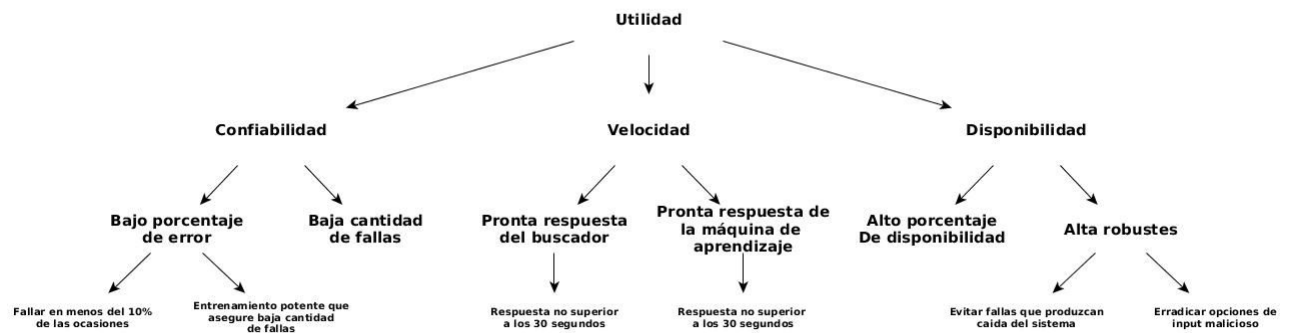 Utilidad
Confiabilidad
Velocidad
Disponibilidad
Bajo porcentaje
de error
Baja cantidad
de fallas
Pronta respuesta
del buscador
Pronta respuesta de
la máquina de
aprendizaje
Alto porcentaje
De disponibilidad
Alta robustes
Fallar en menos del 10%
de las ocasiones
Entrenamiento potente que
asegure baja cantidad
de fallas
Respuesta no superior
a los 30 segundos
Respuesta no superior
a los 30 segundos
Evitar fallas que produzcan
caida del sistema
Erradicar opciones de
input malicioso